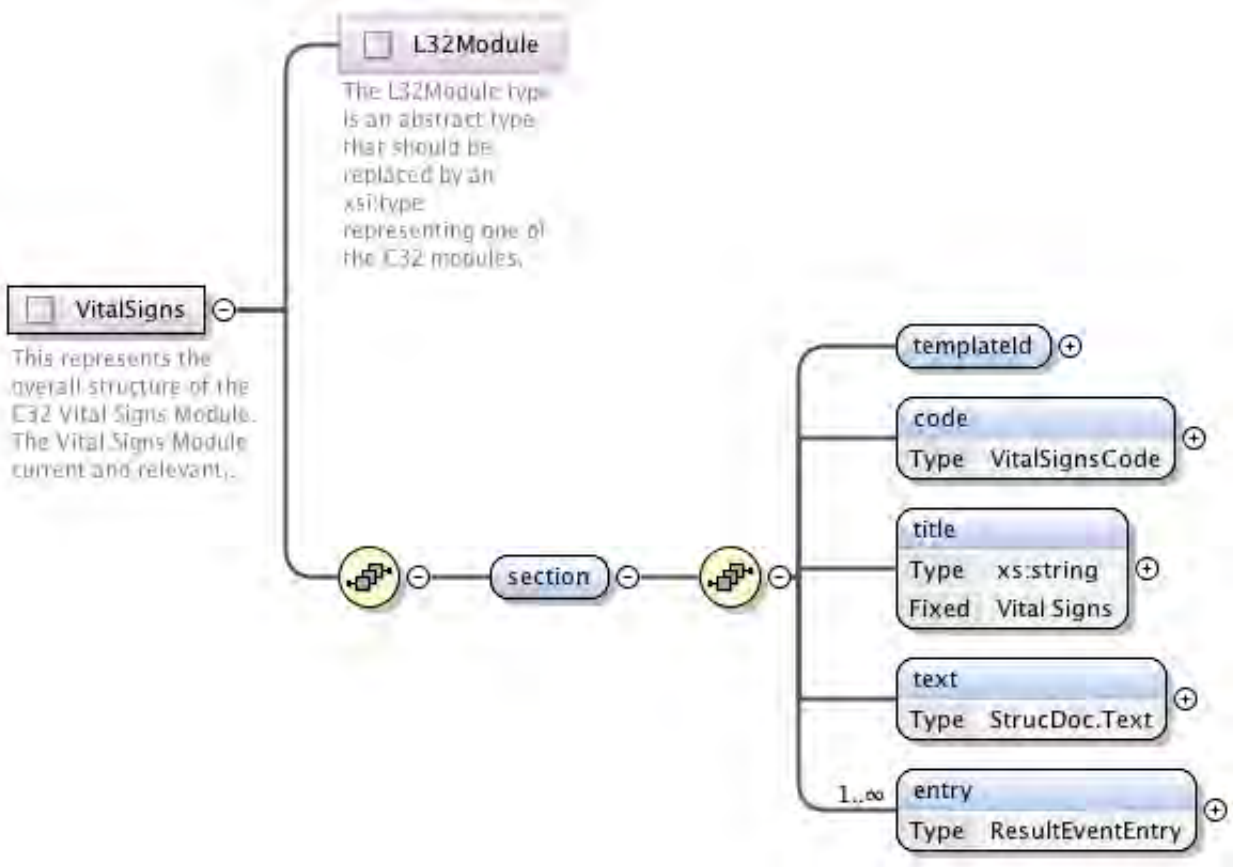 L32Module
The L32Module type
is an abstract type
that should be
replaced by an
xsi:type
representing one of
the C32 modules.
VitalSigns
This represents the
overall structure of the
C32 Vital Signs Module.
The Vital Signs Module
current and relevant...
templateId
code
Type VitalSignsCode
title
Type xs:string
Fixed Vital Signs
section
text
Type StrucDoc.Text
1..∞
entry
Type ResultEventEntry